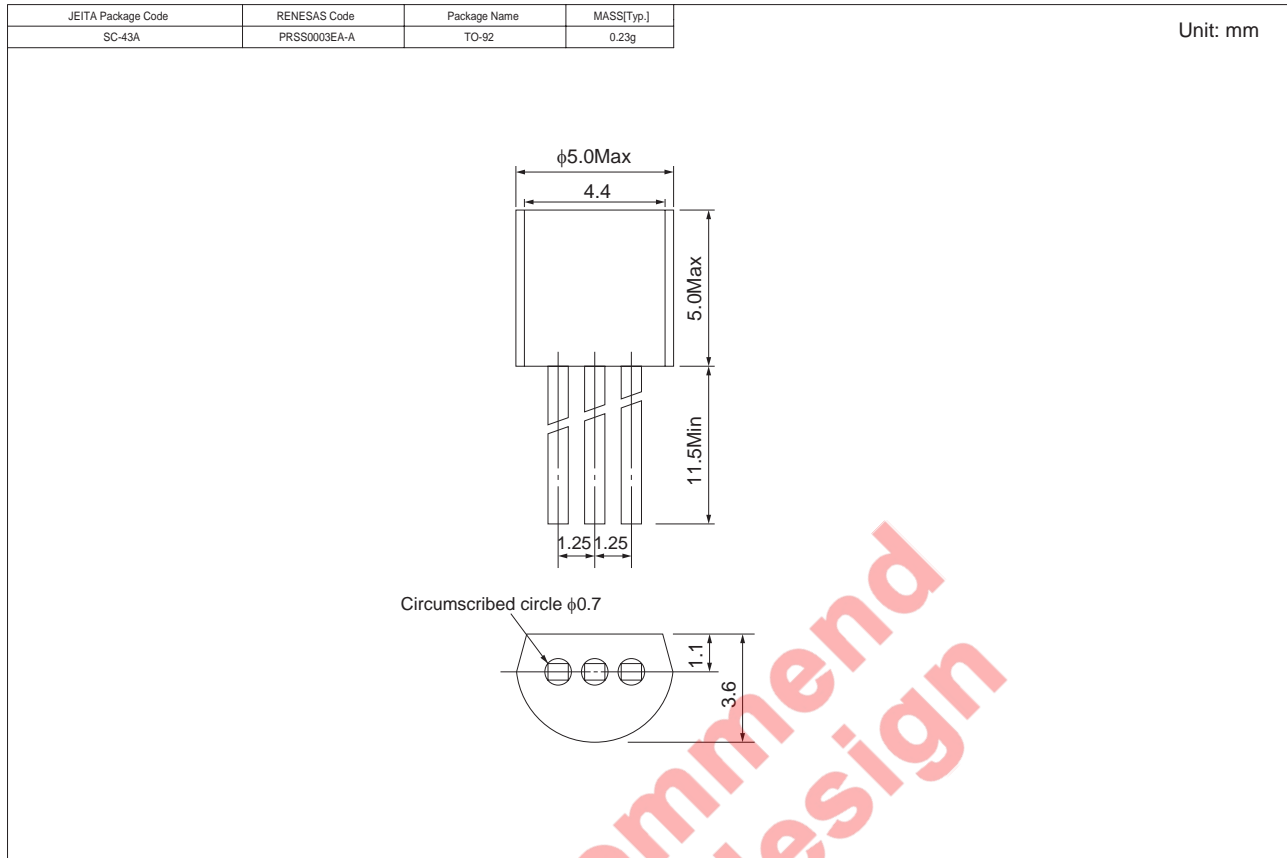 JEITA Package Code RENESAS Code Package Name MASS[Typ.]
SC-43A PRSS0003EA-A TO-92 0.23g
Unit: mm
ϕ5.0Max
4.4
5.0Max
11.5Min
1.25 1.25
Circumscribed circle ϕ0.7
1.1
3.6
mmend
esign